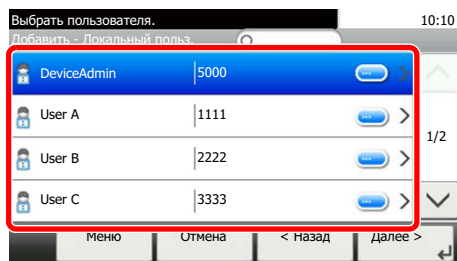 Выбрать пользователя. 10:10
Добавить - Локальный польз.
DeviceAdmin 5000
User A 1111
1/2
User B 2222
User C 3333
Меню Отмена < Назад Далее >